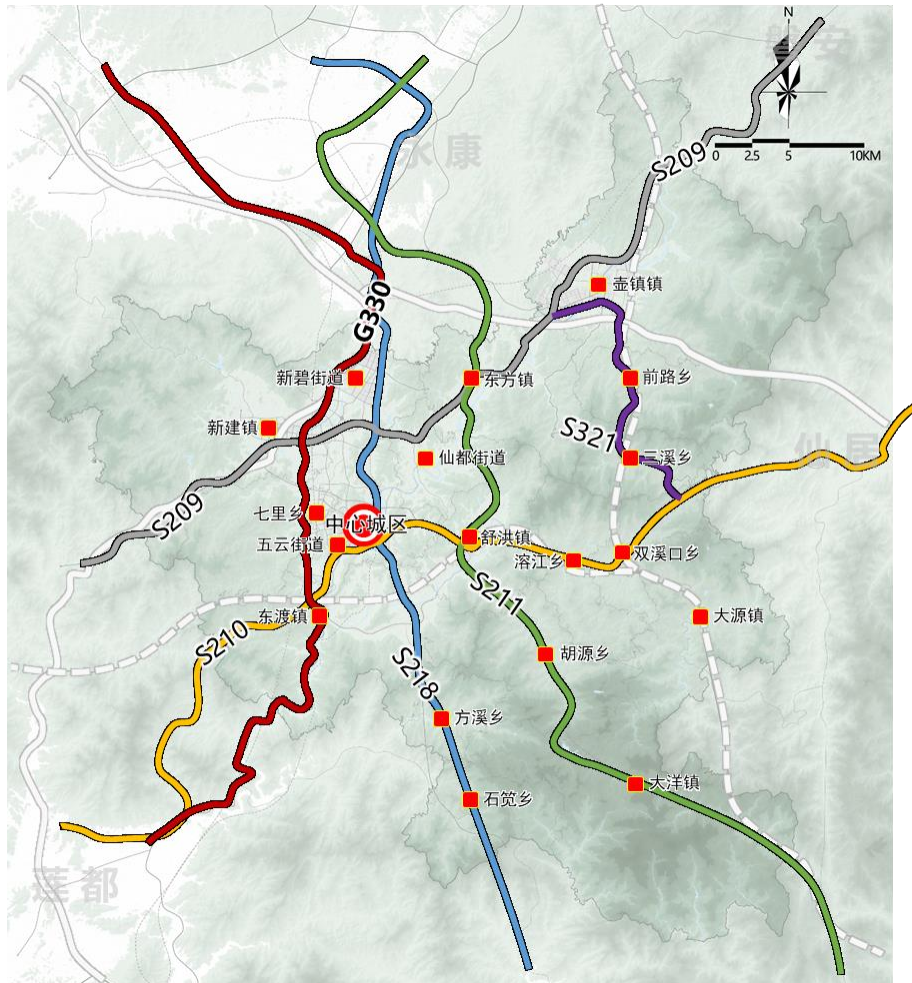 N
磐安
S209
0 2.5 5 10KM
永康
壶镇镇
G330
新碧街道
东方镇
前路乡
新建镇
S321
仙居
仙都街道
三溪乡
S209
七里乡
中心城区
五云街道
舒洪镇
溶江乡
双溪口乡
S211
东渡镇
大源镇
S210
胡源乡
S218
方溪乡
大洋镇
石笕乡
莲都